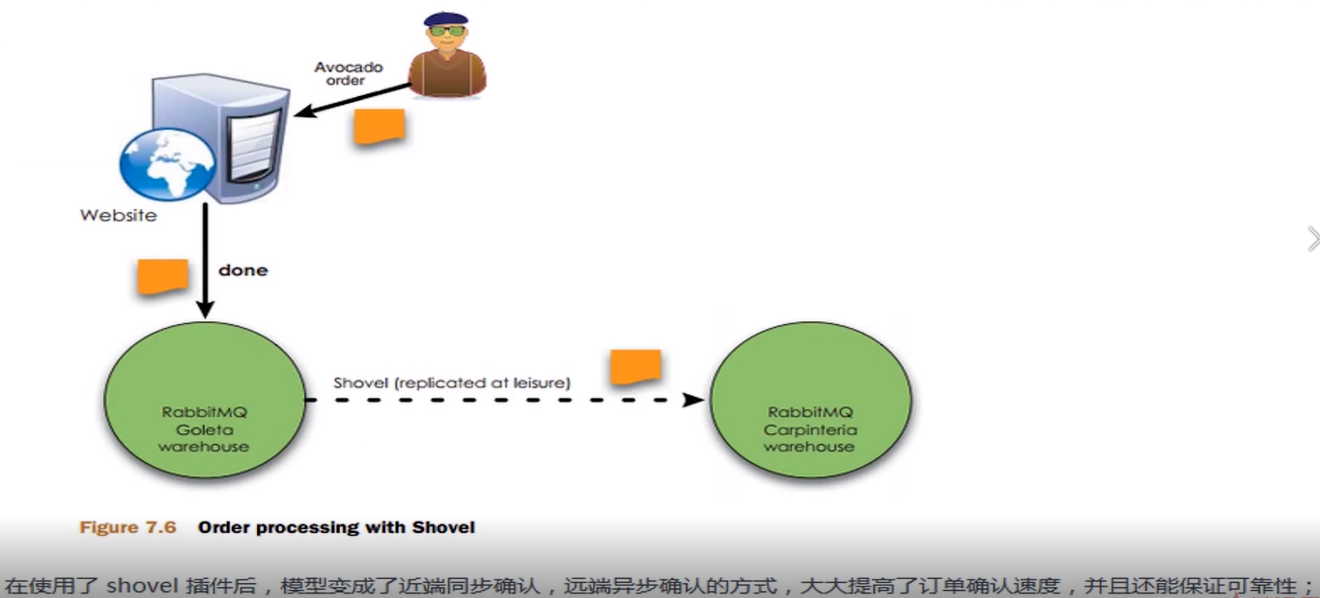 Avocado
order
Website
done
Shovel (replicated at leisure)
RabbitMQ
Goleta
warehouse
RabbitMQ
Carpinteria
warehouse
Figure 7.6 Order processing with Shovel
在使用了 shovel 插件后，模型变成了近端同步确认，远端异步确认的方式，大大提高了订单确认速度，并且还能保证可靠性；